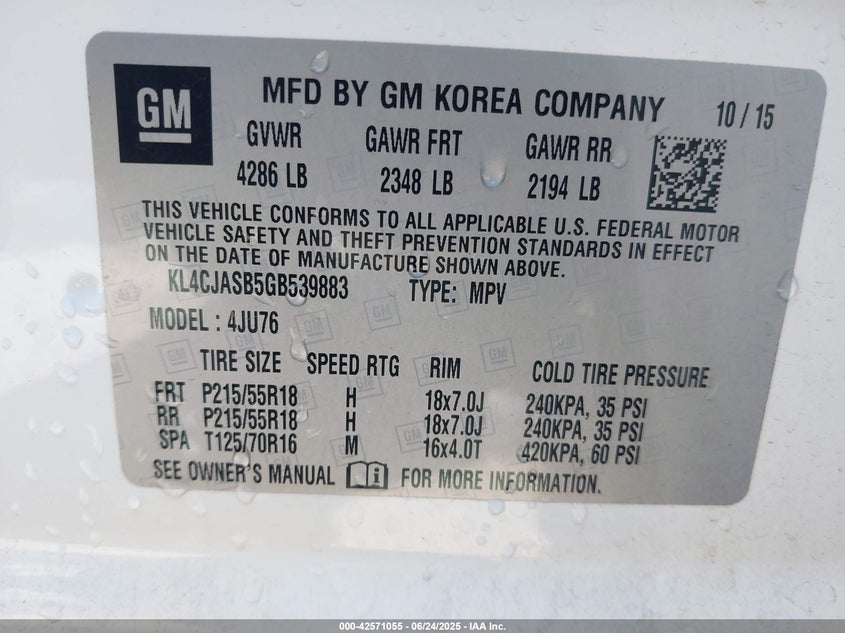 GM
MFD BY GM KOREA COMPANY 10 / 15
GVWR GAWR FRT GAWR RR
4286 LB 2348 LB 2194 LB
THIS VEHICLE CONFORMS TO ALL APPLICABLE U.S. FEDERAL MOTOR
VEHICLE SAFETY AND THEFT PREVENTION STANDARDS IN EFFECT
ON THE DATE OF MANUFACTURE SHOWN ABOVE.
KL4CJASB5GB539883 TYPE: MPV
MODEL : 4JU76
TIRE SIZE SPEED RTG RIM COLD TIRE PRESSURE
FRT P215/55R18 H 18x7.0J 240KPA, 35 PSI
RR P215/55R18 H 18x7.0J 240KPA, 35 PSI
SPA T125/70R16 M 16x4.0T 420KPA, 60 PSI
SEE OWNER'S MANUAL i FOR MORE INFORMATION.
000-42571055 - 06/24/2025 - IAA Inc.